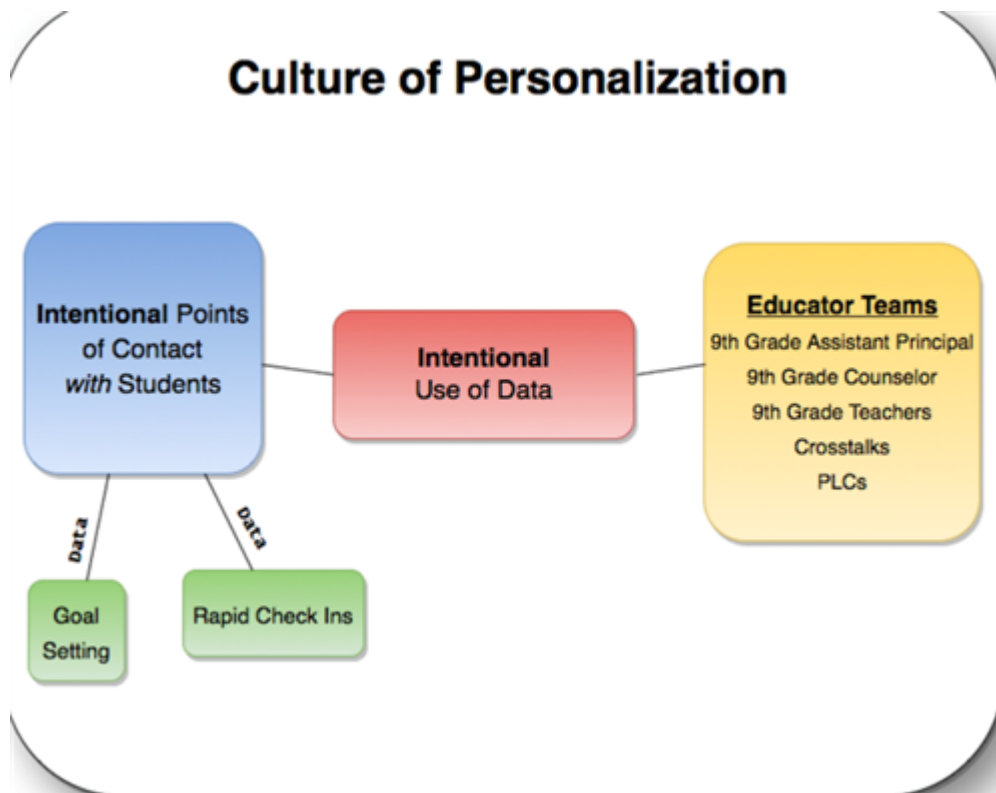 Culture of Personalization
Intentional Points
of Contact
with Students
Intentional
Use of Data
Educator Teams
9th Grade Assistant Principal
9th Grade Counselor
9th Grade Teachers
Crosstalks
PLCs
Data
Data
Goal
Setting
Rapid Check Ins